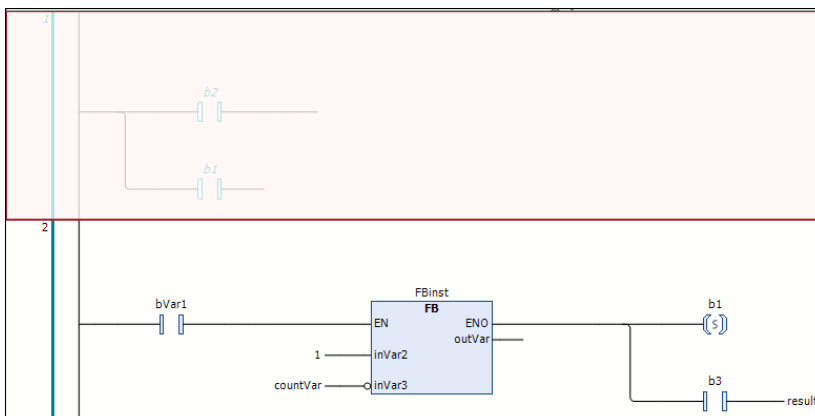 1
b2
b1
2
FBinst
bVar1 FB b1
EN ENO S
outVar
1 inVar2
countVar inVar3 b3
result